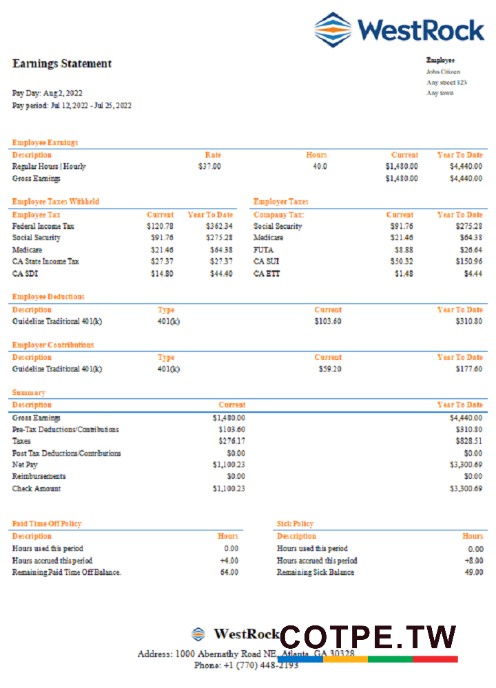 WestRock
Earnings Statement
Employee
John Citizen
Any street 123
Any town
Pay Day: Aug 2, 2022
Pay period: Jul 12, 2022 - Jul 25, 2022
Employee Earnings
Description Rate Hours Current Year To Date
Regular Hours | Hourly $37.00 40.0 $1,480.00 $4,440.00
Gross Earnings $1,480.00 $4,440.00
Employee Taxes Withheld Employer Taxes
Employee Tax Current Year To Date Company Tax: Current Year To Date
Federal Income Tax $120.78 $362.34 Social Security $91.76 $275.28
Social Security $91.76 $275.28 Medicare $21.46 $64.38
Medicare $21.46 $64.38 FUTA $8.88 $26.64
CA State Income Tax $27.37 $27.37 CA SUI $50.32 $150.96
CA SDI $14.80 $44.40 CA ETT $1.48 $4.44
Employee Deductions
Description Type Current Year To Date
Guideline Traditional 401(k) 401(k) $103.60 $310.80
Employer Contributions
Description Type Current Year To Date
Guideline Traditional 401(k) 401(k) $59.20 $177.60
Summary
Description Current Year To Date
Gross Earnings $1,480.00 $4,440.00
Pre-Tax Deductions/Contributions $103.60 $310.80
Taxes $276.17 $828.51
Post Tax Deductions/Contributions $0.00 $0.00
Net Pay $1,100.23 $3,300.69
Reimbursements $0.00 $0.00
Check Amount $1,100.23 $3,300.69
Paid Time Off Policy Sick Policy
Description Hours Description Hours
Hours used this period 0.00 Hours used this period 0.00
Hours accrued this period +4.00 Hours accrued this period +8.00
Remaining Paid Time Off Balance. 64.00 Remaining Sick Balance 49.00
WestRock
COTPE.TW
Address: 1000 Abernathy Road NE, Atlanta, GA 30328
Phone: +1 (770) 448-2193